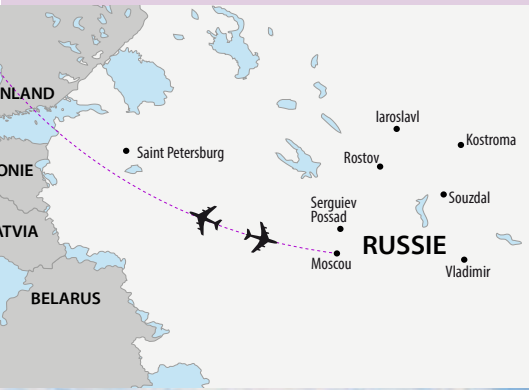 NLAND
Iaroslavl
Kostroma
Saint Petersburg
Rostov
ONIE
Souzdal
Serguiev
Possad
ATVIA
RUSSIE
Moscou
Vladimir
BELARUS